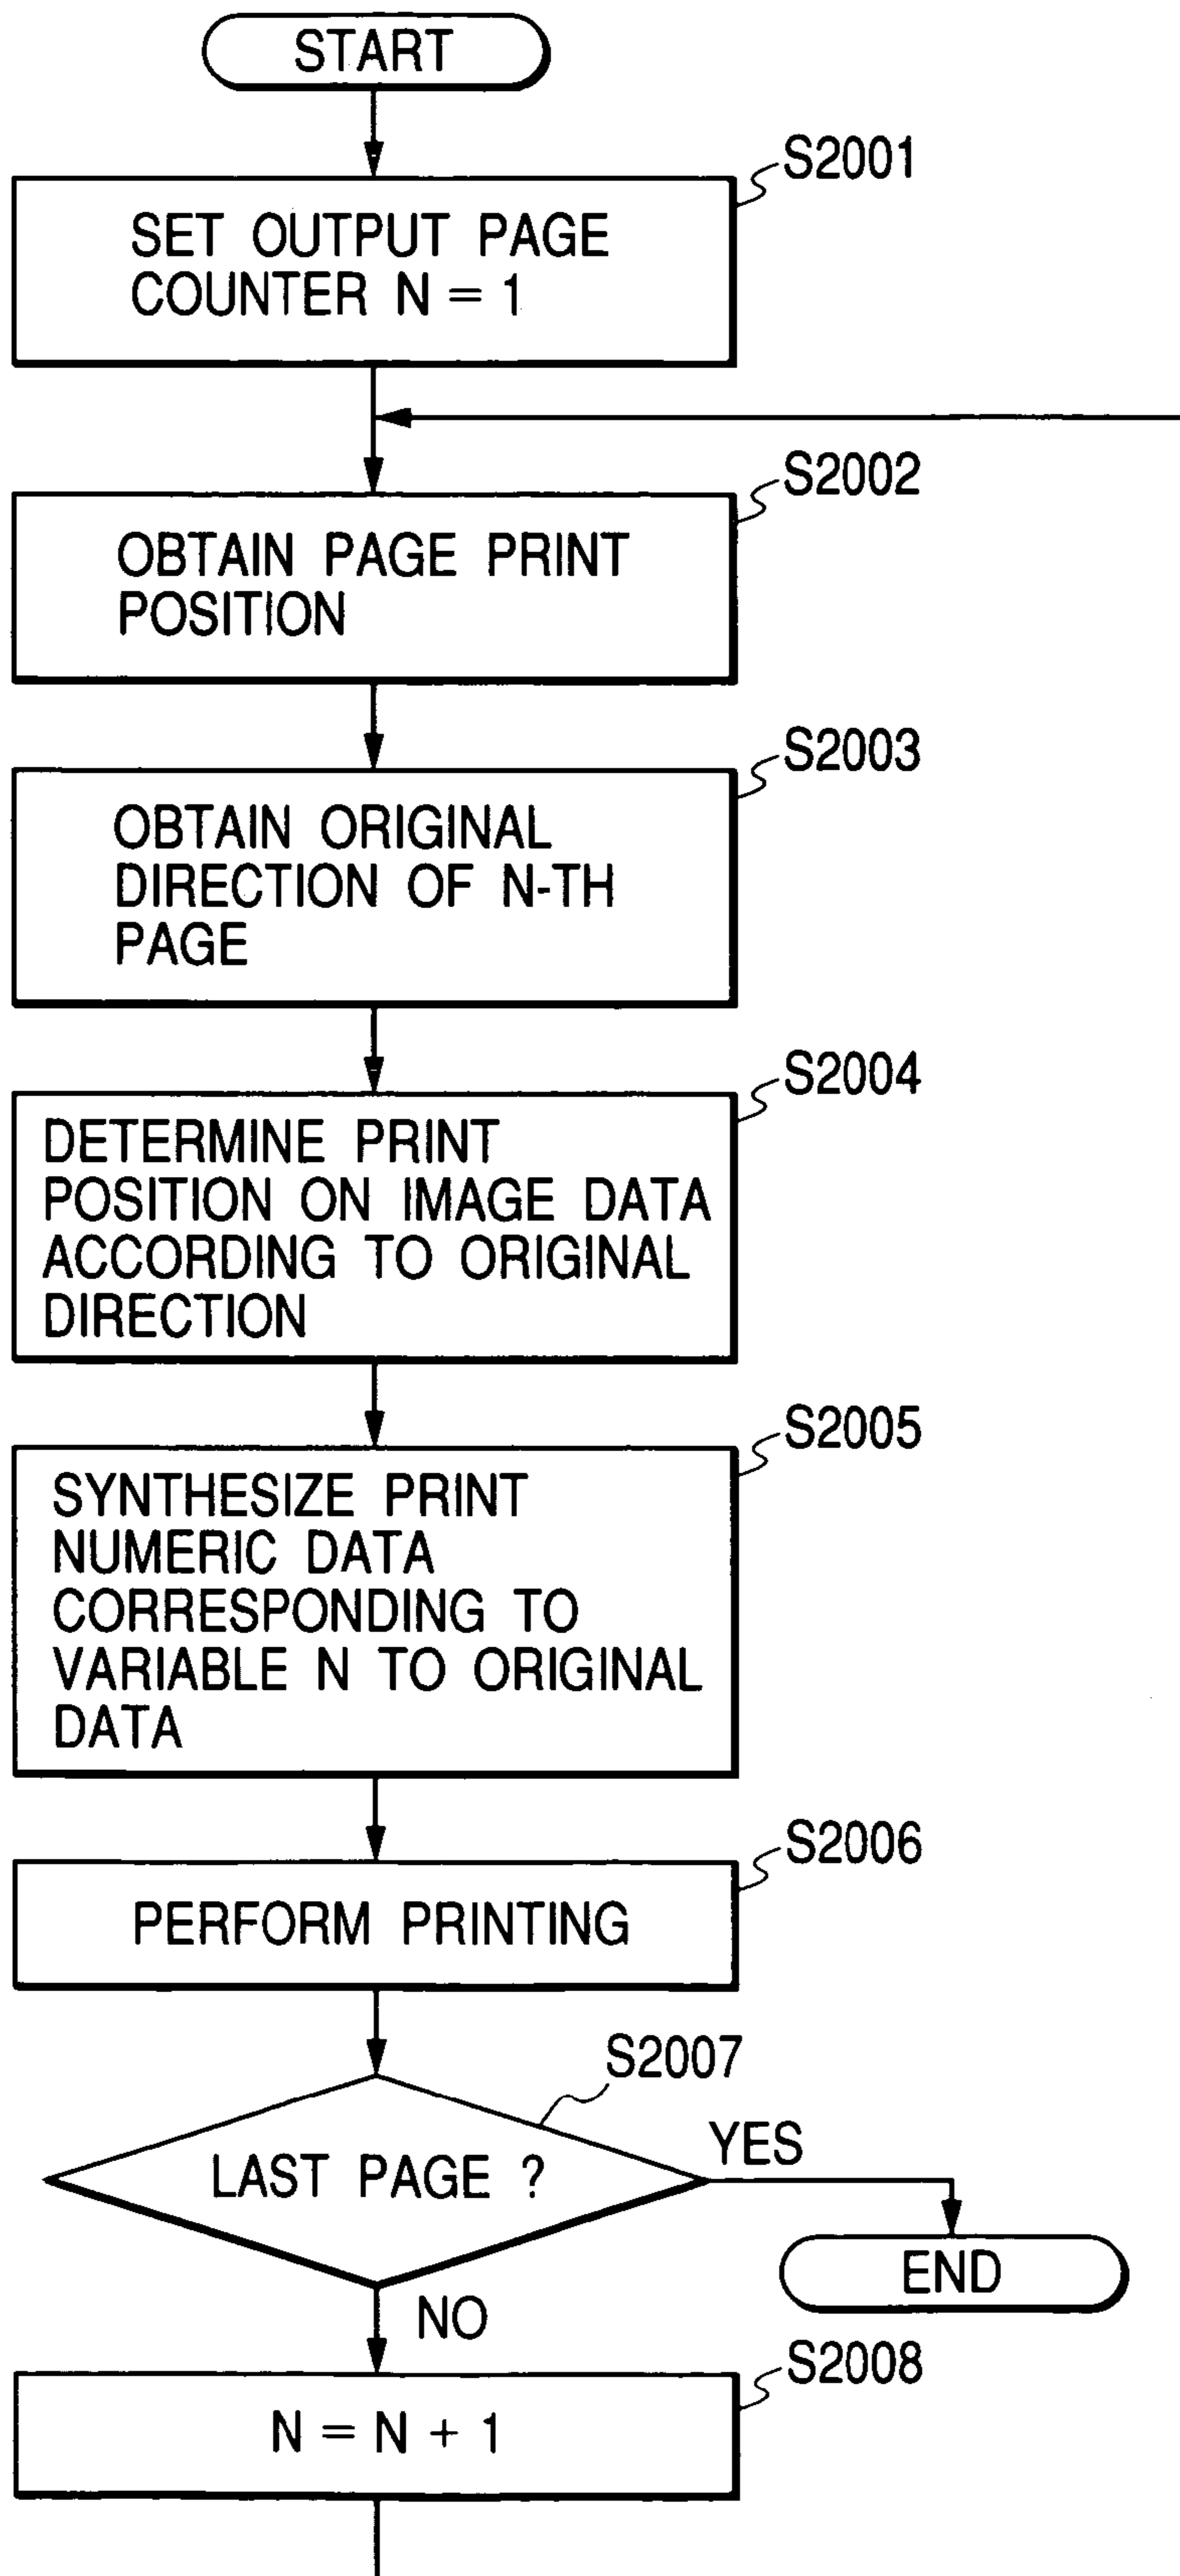 START
S2001
SET OUTPUT PAGE
COUNTER N = 1
S2002
OBTAIN PAGE PRINT
POSITION
S2003
OBTAIN ORIGINAL
DIRECTION OF N-TH
PAGE
S2004
DETERMINE PRINT
POSITION ON IMAGE DATA
ACCORDING TO ORIGINAL
DIRECTION
S2005
SYNTHESIZE PRINT
NUMERIC DATA
CORRESPONDING TO
VARIABLE N TO ORIGINAL
DATA
S2006
PERFORM PRINTING
S2007
LAST PAGE ?
YES
END
NO
S2008
N = N + 1